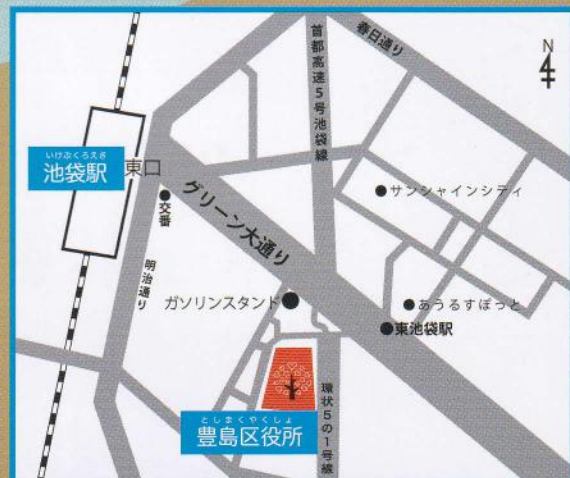 首都高速5号池袋線
春日通り
N
いけぶくろえき
池袋駅
東口
交番
グリーン大通り
サンシャインシティ
明治通り
ガソリンスタンド
あうるすぽっと
東池袋駅
としまくやくしょ
豊島区役所
環状5の1号線